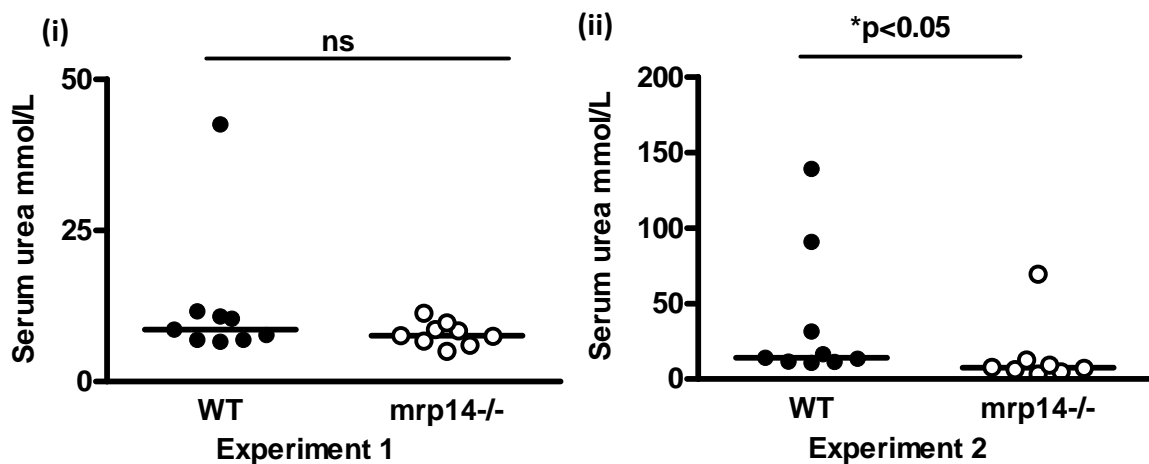 (i)
ns
Serum urea mmol/L
50
25
0
WT mrp14-/-
Experiment 1
(ii)
*p<0.05
Serum urea mmol/L
200
150
100
50
0
WT mrp14-/-
Experiment 2